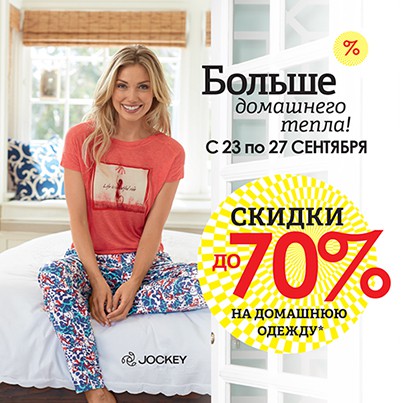 %
Больше
домашнего
тепла!
С 23 по 27 СЕНТЯБРЯ
СКИДКИ
ДО 70%
НА ДОМАШНЮЮ
ОДЕЖДУ*
JOCKEY